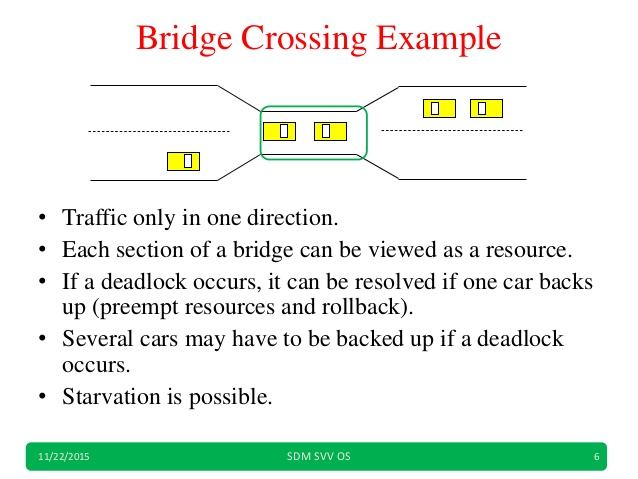 Bridge Crossing Example
• Traffic only in one direction.
• Each section of a bridge can be viewed as a resource.
• If a deadlock occurs, it can be resolved if one car backs
up (preempt resources and rollback).
• Several cars may have to be backed up if a deadlock
occurs.
• Starvation is possible.
11/22/2015 SDM SVV OS 6